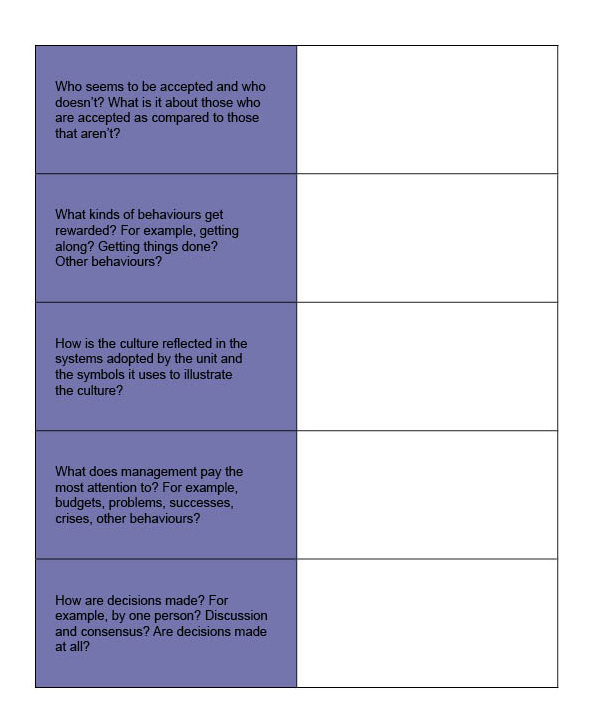 Who seems to be accepted and who
doesn't? What is it about those who
are accepted as compared to those
that aren't?
What kinds of behaviours get
rewarded? For example, getting
along? Getting things done?
Other behaviours?
How is the culture reflected in the
systems adopted by the unit and
the symbols it uses to illustrate
the culture?
What does management pay the
most attention to? For example,
budgets, problems, successes,
crises, other behaviours?
How are decisions made? For
example, by one person? Discussion
and consensus? Are decisions made
at all?